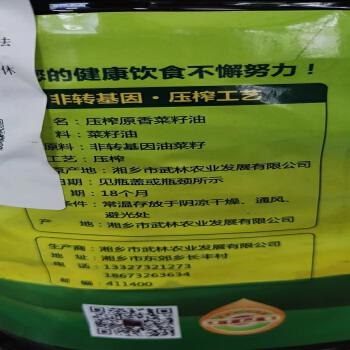 法
休
的健康饮食不懈努力！
非转基因·压榨工艺
名：压榨原香菜籽油
料：菜籽油
原料：非转基因油菜籽
工艺：压榨
产地：湘乡市武林农业发展有限公司
日期：见瓶盖或瓶颈所示
期：18个月
条件：常温存放于阴凉干燥、通风、
避光处
产地：湘乡市武林农业发展有限公司
生产商：湘乡市武林农业发展有限公司
地址：湘乡市东郊乡长丰村
电话：13327321273
18673263634
邮编：411400